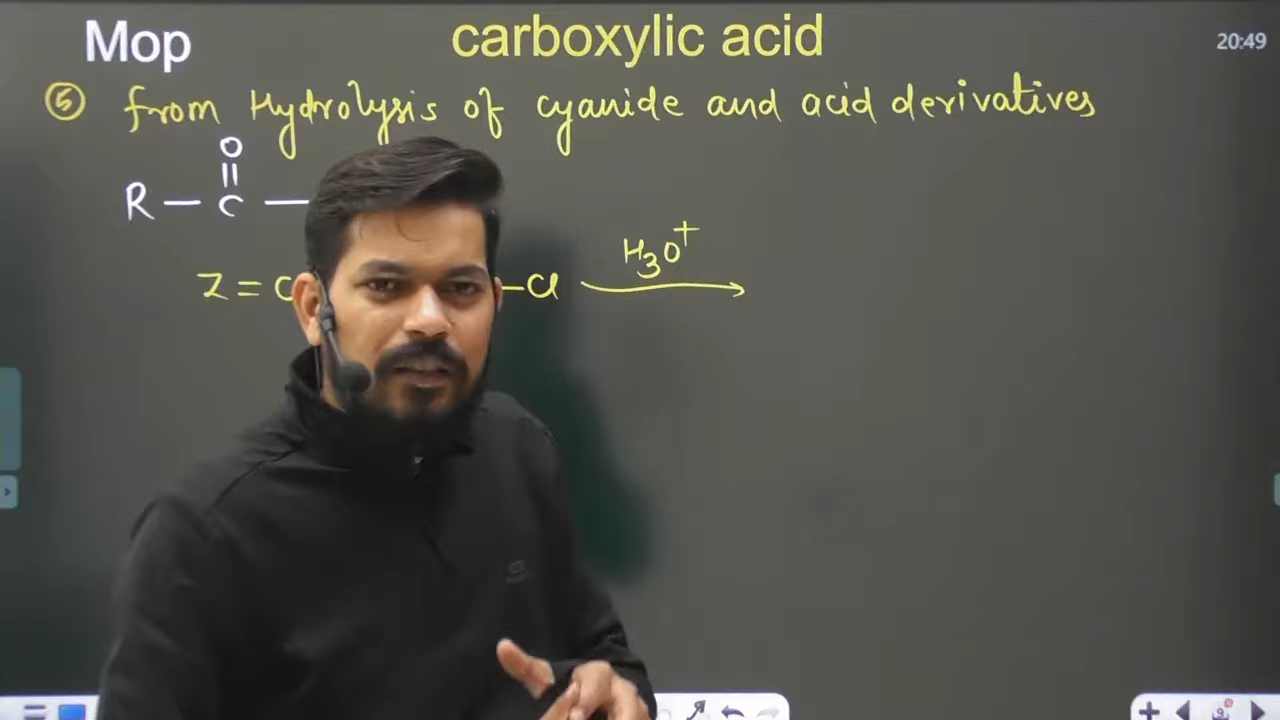 Mop carboxylic acid 20:49
⑤ from Hydrolysis of cyanide and acid derivatives
O
R — C —
Z = C — Cl H3O+ →